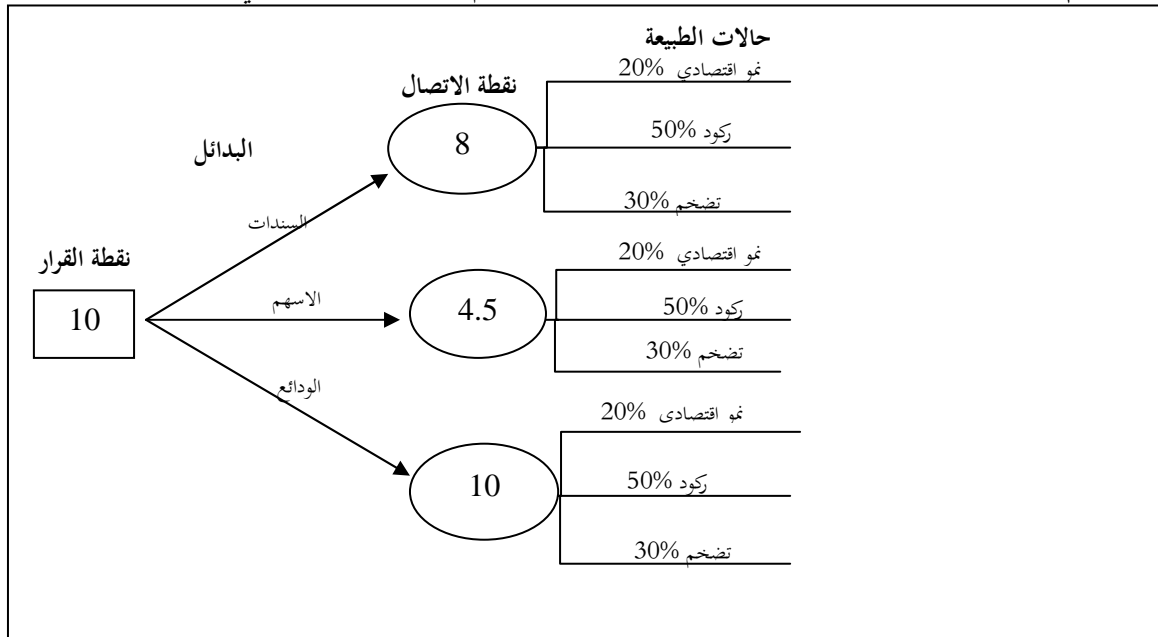 حالات الطبيعة
نمو اقتصادي 20%
نقطة الاتصال
ركود 50%
8
البدائل
تضخم 30%
السندات
نمو اقتصادي 20%
نقطة القرار
الاسهم
4.5
ركود 50%
10
تضخم 30%
الودائع
نمو اقتصادى 20%
10
ركود 50%
تضخم 30%